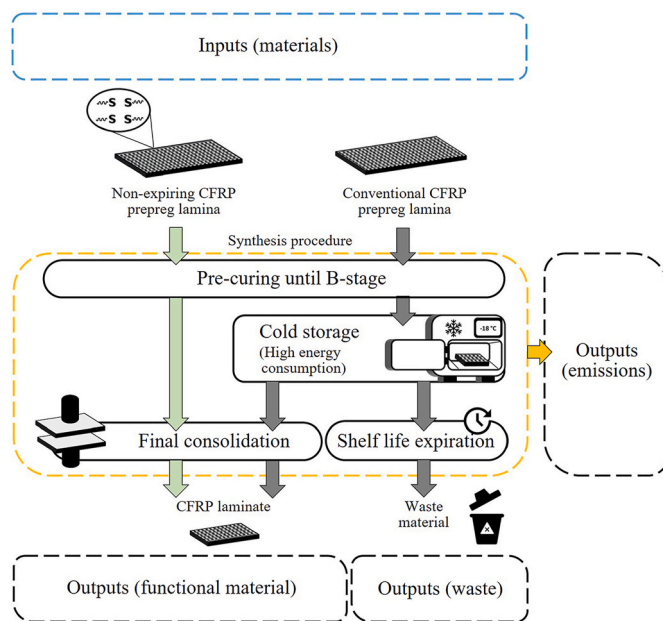 Inputs (materials)
S S
S S
Non-expiring CFRP
prepreg lamina
Conventional CFRP
prepreg lamina
Synthesis procedure
Pre-curing until B-stage
Cold storage
(High energy
consumption)
-18 °C
Outputs
(emissions)
Final consolidation
Shelf life expiration
CFRP laminate
Waste
material
Outputs (functional material)
Outputs (waste)